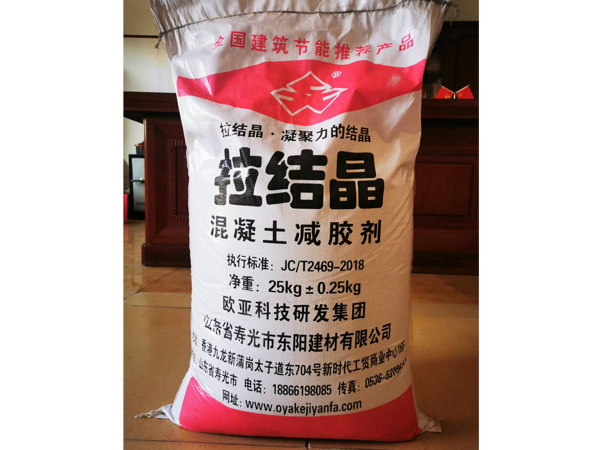 全国建筑节能推荐产品
®
拉结晶·凝聚力的结晶
拉结晶
混凝土减胶剂
执行标准：JC/T2469-2018
净重：25kg±0.25kg
欧亚科技研发集团
山东省寿光市东阳建材有限公司
香港九龙新蒲岗太子道东704号新时代工贸商业中心
山东省寿光市 电话：18866198085 传真：0536-
网址：www.oyakejiyanfa.com